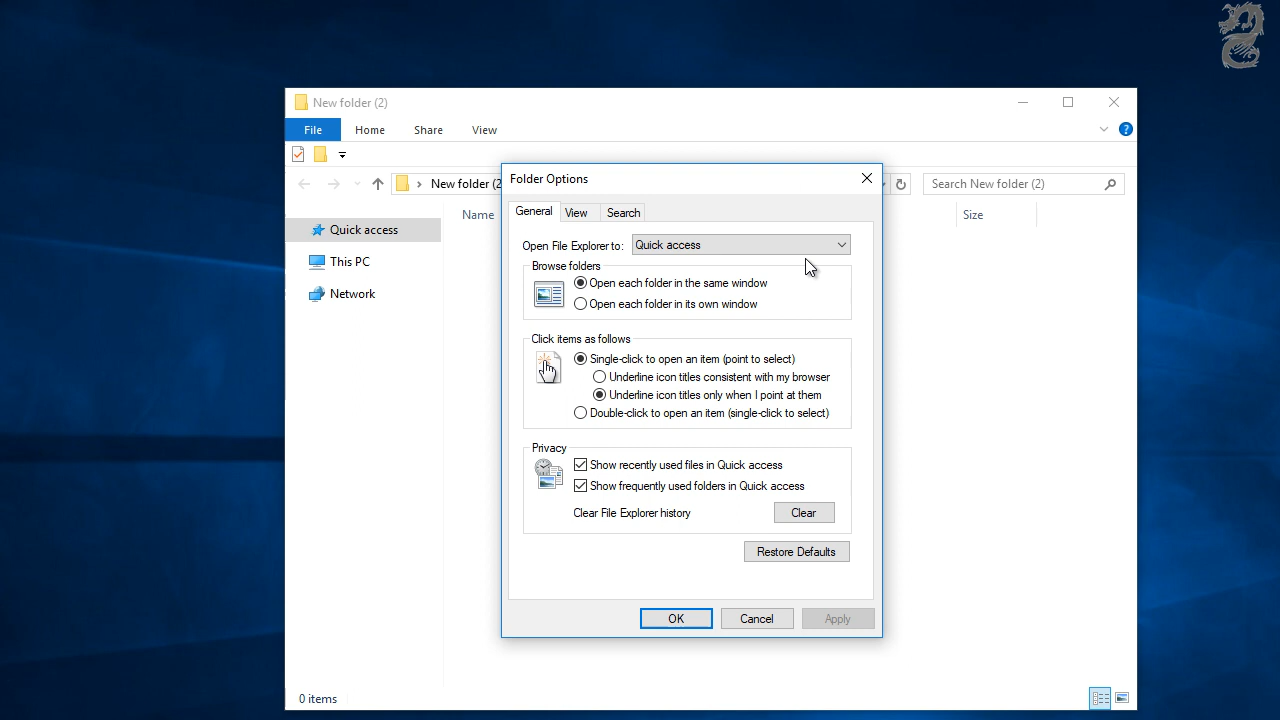 New folder (2)
File Home Share View
New folder (2
Search New folder (2)
Folder Options
General View Search
Name
Size
Quick access
This PC
Network
Open File Explorer to: Quick access
Browse folders
Open each folder in the same window
Open each folder in its own window
Click items as follows
Single-click to open an item (point to select)
Underline icon titles consistent with my browser
Underline icon titles only when I point at them
Double-click to open an item (single-click to select)
Privacy
Show recently used files in Quick access
Show frequently used folders in Quick access
Clear File Explorer history Clear
Restore Defaults
OK Cancel Apply
0 items